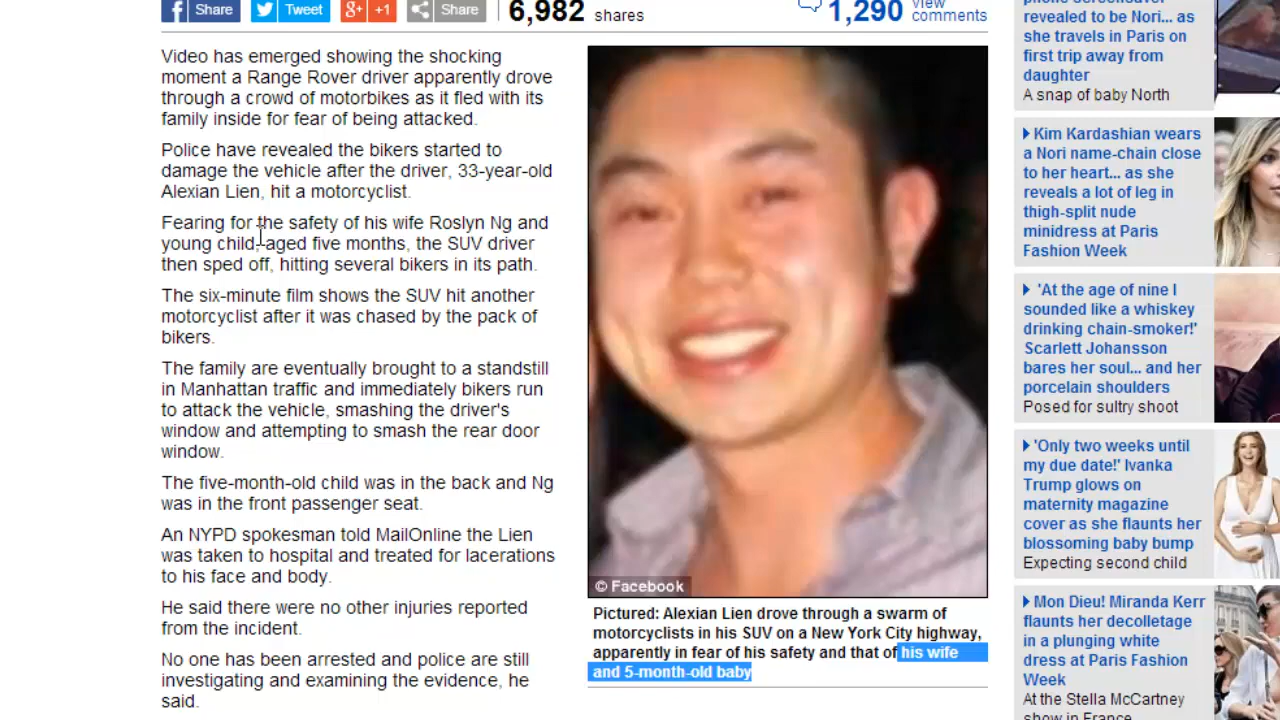 Share
Tweet
+1
Share
6,982 shares
1,290
comments
Video has emerged showing the shocking
moment a Range Rover driver apparently drove
through a crowd of motorbikes as it fled with its
family inside for fear of being attacked.
Police have revealed the bikers started to
damage the vehicle after the driver, 33-year-old
Alexian Lien, hit a motorcyclist.
Fearing for the safety of his wife Roslyn Ng and
young child, aged five months, the SUV driver
then sped off, hitting several bikers in its path.
The six-minute film shows the SUV hit another
motorcyclist after it was chased by the pack of
bikers.
The family are eventually brought to a standstill
in Manhattan traffic and immediately bikers run
to attack the vehicle, smashing the driver's
window and attempting to smash the rear door
window.
The five-month-old child was in the back and Ng
was in the front passenger seat.
An NYPD spokesman told MailOnline the Lien
was taken to hospital and treated for lacerations
to his face and body.
He said there were no other injuries reported
from the incident.
No one has been arrested and police are still
investigating and examining the evidence, he
said.
© Facebook
Pictured: Alexian Lien drove through a swarm of
motorcyclists in his SUV on a New York City highway,
apparently in fear of his safety and that of his wife
and 5-month-old baby
revealed to be Nori... as
she travels in Paris on
first trip away from
daughter
A snap of baby North
Kim Kardashian wears
a Nori name-chain close
to her heart... as she
reveals a lot of leg in
thigh-split nude
minidress at Paris
Fashion Week
'At the age of nine I
sounded like a whiskey
drinking chain-smoker!'
Scarlett Johansson
bares her soul... and her
porcelain shoulders
Posed for sultry shoot
'Only two weeks until
my due date!' Ivanka
Trump glows on
maternity magazine
cover as she flaunts her
blossoming baby bump
Expecting second child
Mon Dieu! Miranda Kerr
flaunts her decolletage
in a plunging white
dress at Paris Fashion
Week
At the Stella McCartney
show in France